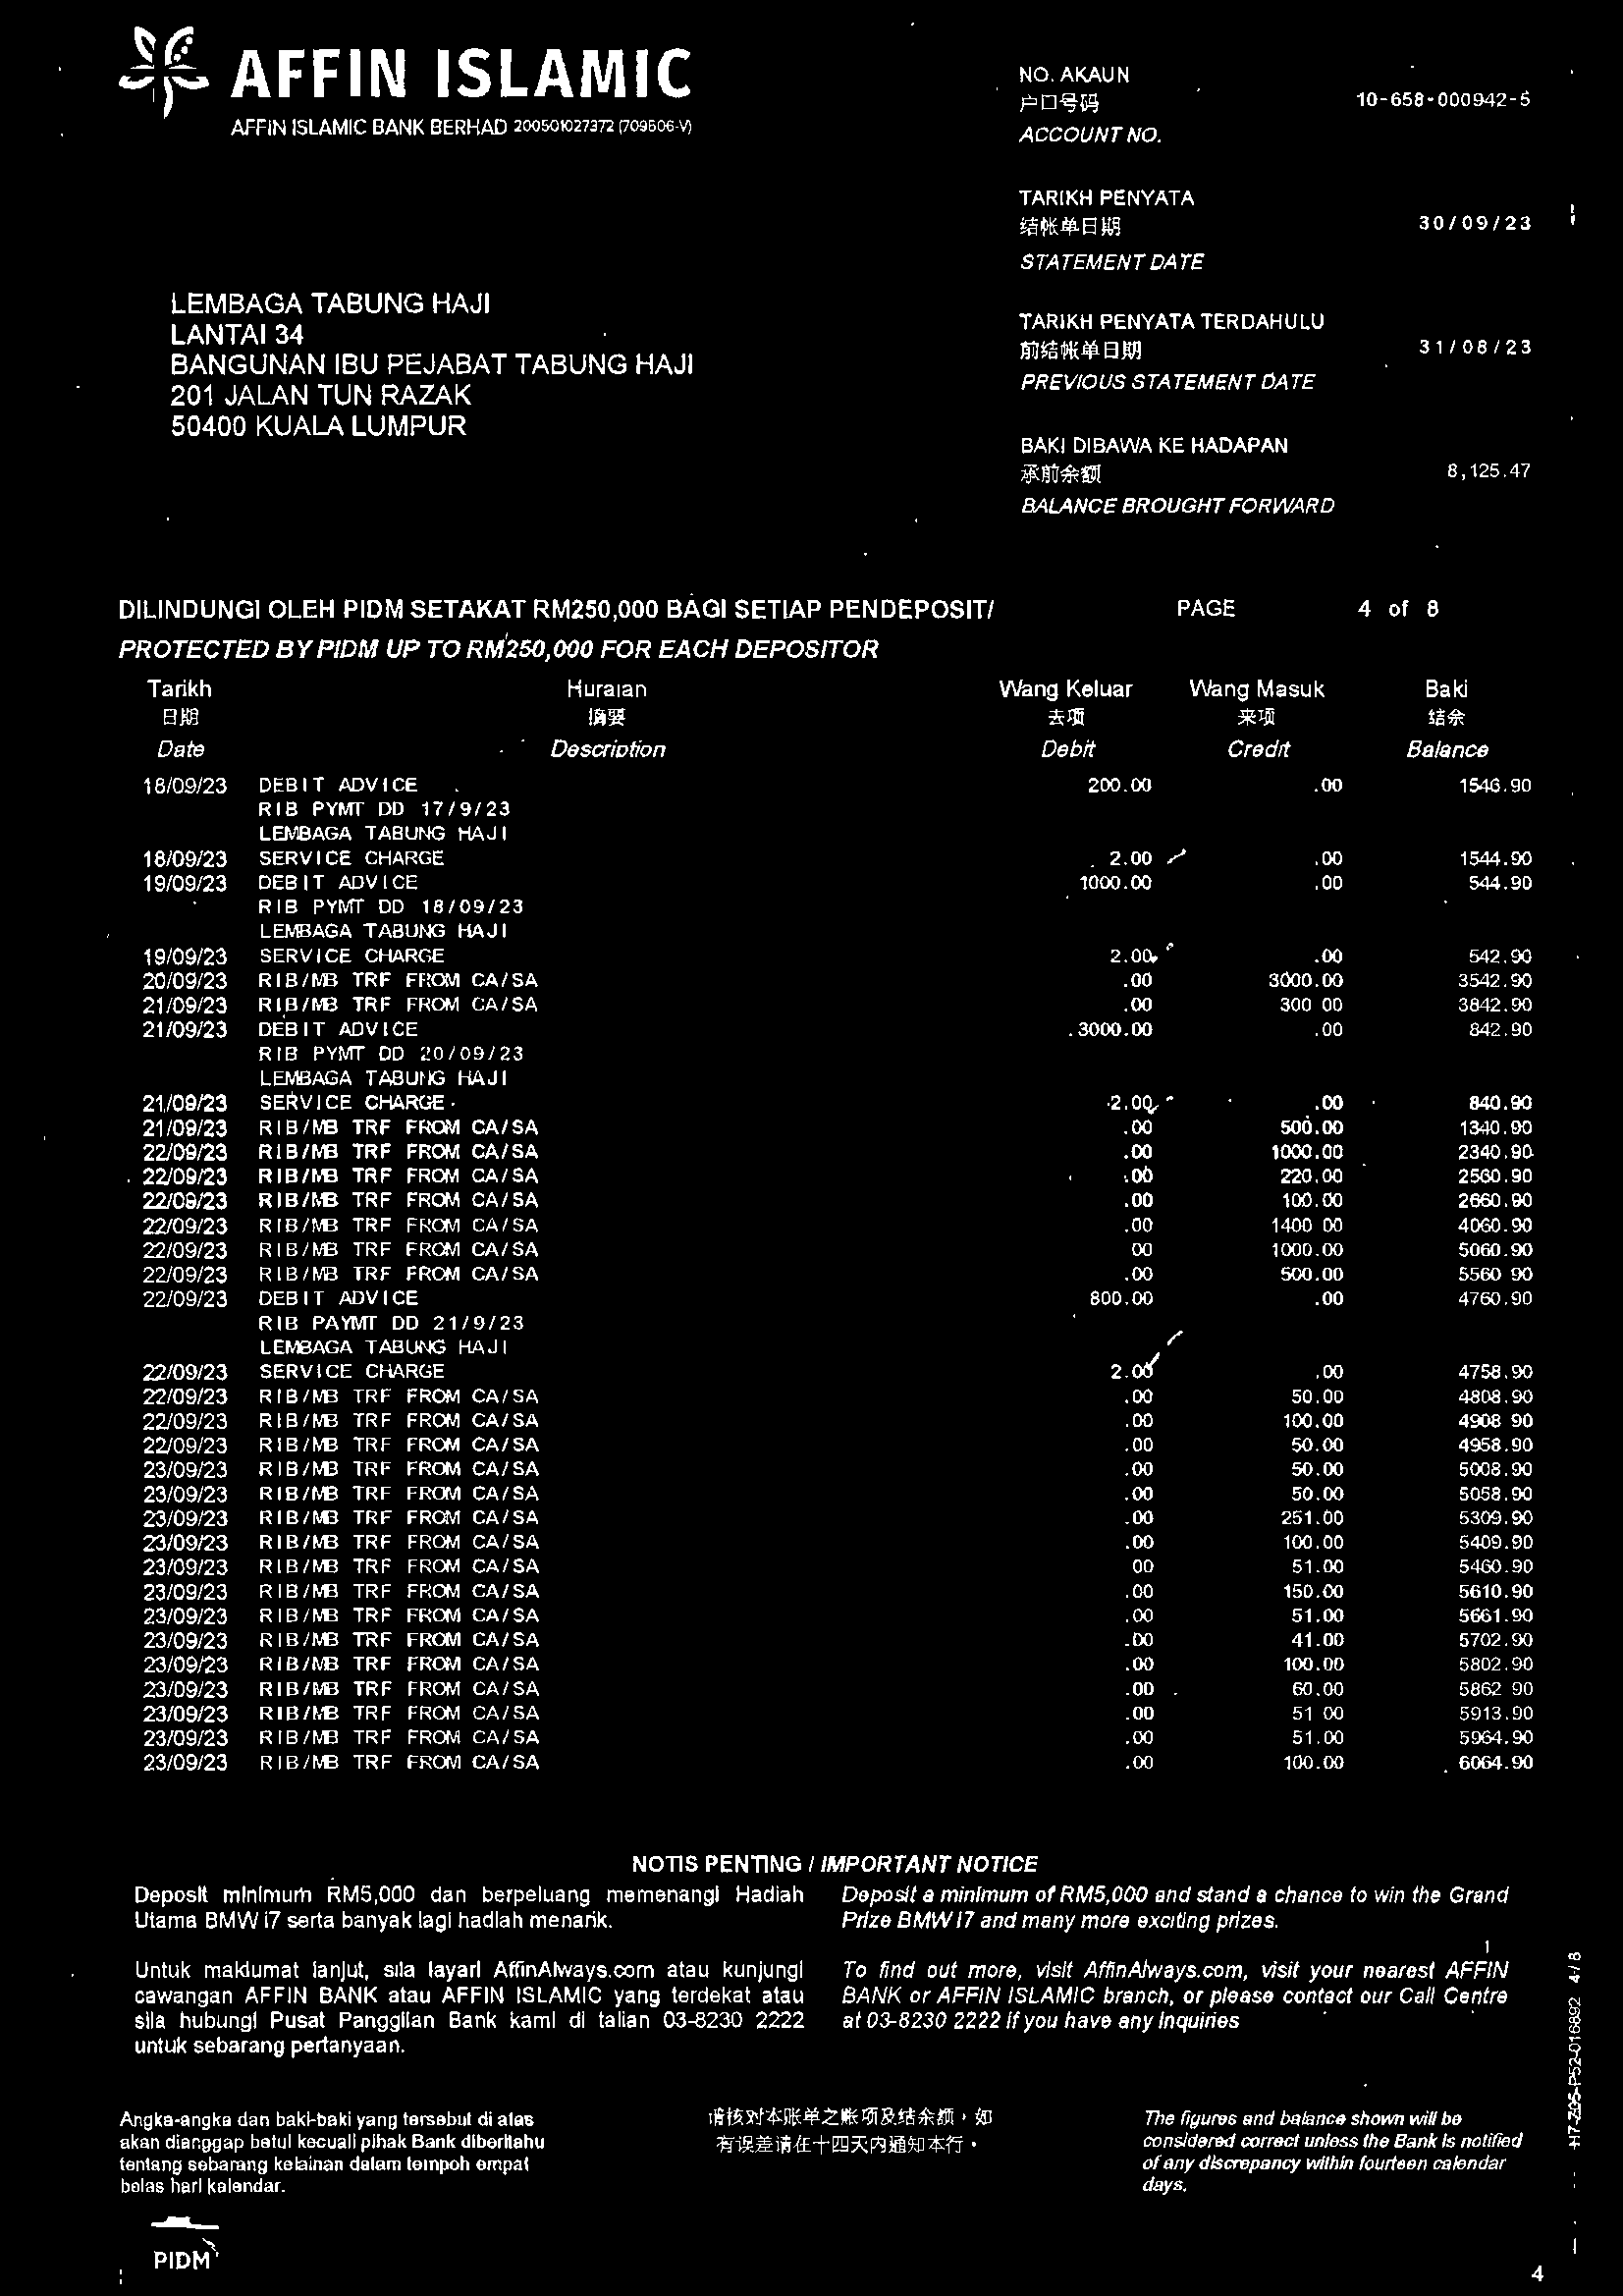 AFFIN ISLAMIC
AFFIN ISLAMIC BANK BERHAD 200501027372 (709506-V)
NO. AKAUN
户口号码
ACCOUNT NO.
10-658-000942-5
TARIKH PENYATA
结帐单日期
STATEMENT DATE
30/09/23
LEMBAGA TABUNG HAJI
LANTAI 34
BANGUNAN IBU PEJABAT TABUNG HAJI
201 JALAN TUN RAZAK
50400 KUALA LUMPUR
TARIKH PENYATA TERDAHULU
前结帐单日期
PREVIOUS STATEMENT DATE
31/08/23
BAKI DIBAWA KE HADAPAN
承前余额
BALANCE BROUGHT FORWARD
8,125.47
DILINDUNGI OLEH PIDM SETAKAT RM250,000 BAGI SETIAP PENDEPOSIT/ PAGE 4 of 8
PROTECTED BY PIDM UP TO RM250,000 FOR EACH DEPOSITOR
Tarikh Huraian Wang Keluar Wang Masuk Baki
日期 摘要 去项 来项 结余
Date Description Debit Credit Balance
18/09/23 DEBIT ADVICE 200.00 .00 1546.90
RIB PYMT DD 17/9/23
LEMBAGA TABUNG HAJI
18/09/23 SERVICE CHARGE 2.00 .00 1544.90
19/09/23 DEBIT ADVICE 1000.00 .00 544.90
RIB PYMT DD 18/09/23
LEMBAGA TABUNG HAJI
19/09/23 SERVICE CHARGE 2.00 .00 542.90
20/09/23 RIB/MB TRF FROM CA/SA .00 3000.00 3542.90
21/09/23 RIB/MB TRF FROM CA/SA .00 300 00 3842.90
21/09/23 DEBIT ADVICE 3000.00 .00 842.90
RIB PYMT DD 20/09/23
LEMBAGA TABUNG HAJI
21/09/23 SERVICE CHARGE 2.00 .00 840.90
21/09/23 RIB/MB TRF FROM CA/SA .00 500.00 1340.90
22/09/23 RIB/MB TRF FROM CA/SA .00 1000.00 2340.90
22/09/23 RIB/MB TRF FROM CA/SA .00 220.00 2560.90
22/09/23 RIB/MB TRF FROM CA/SA .00 100.00 2660.90
22/09/23 RIB/MB TRF FROM CA/SA .00 1400 00 4060.90
22/09/23 RIB/MB TRF FROM CA/SA 00 1000.00 5060.90
22/09/23 RIB/MB TRF FROM CA/SA .00 500.00 5560 90
22/09/23 DEBIT ADVICE 800.00 .00 4760.90
RIB PAYMT DD 21/9/23
LEMBAGA TABUNG HAJI
22/09/23 SERVICE CHARGE 2.00 .00 4758.90
22/09/23 RIB/MB TRF FROM CA/SA .00 50.00 4808.90
22/09/23 RIB/MB TRF FROM CA/SA .00 100.00 4908 90
22/09/23 RIB/MB TRF FROM CA/SA .00 50.00 4958.90
23/09/23 RIB/MB TRF FROM CA/SA .00 50.00 5008.90
23/09/23 RIB/MB TRF FROM CA/SA .00 50.00 5058.90
23/09/23 RIB/MB TRF FROM CA/SA .00 251.00 5309.90
23/09/23 RIB/MB TRF FROM CA/SA .00 100.00 5409.90
23/09/23 RIB/MB TRF FROM CA/SA 00 51.00 5460.90
23/09/23 RIB/MB TRF FROM CA/SA .00 150.00 5610.90
23/09/23 RIB/MB TRF FROM CA/SA .00 51.00 5661.90
23/09/23 RIB/MB TRF FROM CA/SA .00 41.00 5702.90
23/09/23 RIB/MB TRF FROM CA/SA .00 100.00 5802.90
23/09/23 RIB/MB TRF FROM CA/SA .00 60.00 5862 90
23/09/23 RIB/MB TRF FROM CA/SA .00 51 00 5913.90
23/09/23 RIB/MB TRF FROM CA/SA .00 51.00 5964.90
23/09/23 RIB/MB TRF FROM CA/SA .00 100.00 6064.90
NOTIS PENTING / IMPORTANT NOTICE
Deposit minimum RM5,000 dan berpeluang memenangi Hadiah
Utama BMW i7 serta banyak lagi hadiah menarik.
Untuk maklumat lanjut, sila layari AffinAlways.com atau kunjungi
cawangan AFFIN BANK atau AFFIN ISLAMIC yang terdekat atau
sila hubungi Pusat Panggilan Bank kami di talian 03-8230 2222
untuk sebarang pertanyaan.
Deposit a minimum of RM5,000 and stand a chance to win the Grand
Prize BMW i7 and many more exciting prizes.
To find out more, visit AffinAlways.com, visit your nearest AFFIN
BANK or AFFIN ISLAMIC branch, or please contact our Call Centre
at 03-8230 2222 if you have any inquiries
Angka-angka dan baki-baki yang tersebut di atas
akan dianggap betul kecuali pihak Bank diberitahu
tentang sebarang kelainan dalam tempoh empat
belas hari kalendar.
请核对本账单之帐项及结余额，如
有误差请在十四天内通知本行。
The figures and balance shown will be
considered correct unless the Bank is notified
of any discrepancy within fourteen calendar
days.
PIDM
4